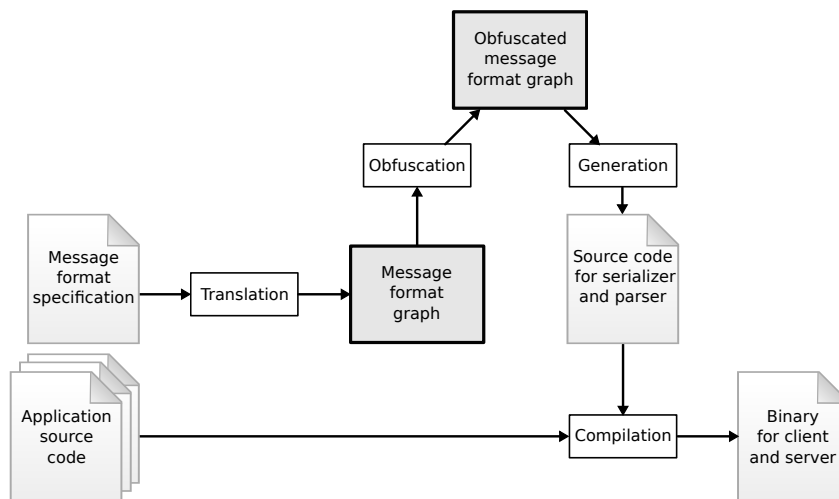 Obfuscated
message
format graph
Obfuscation
Generation
Message
format
specification
Translation
Message
format
graph
Source code
for serializer
and parser
Application
source
code
Compilation
Binary
for client
and server